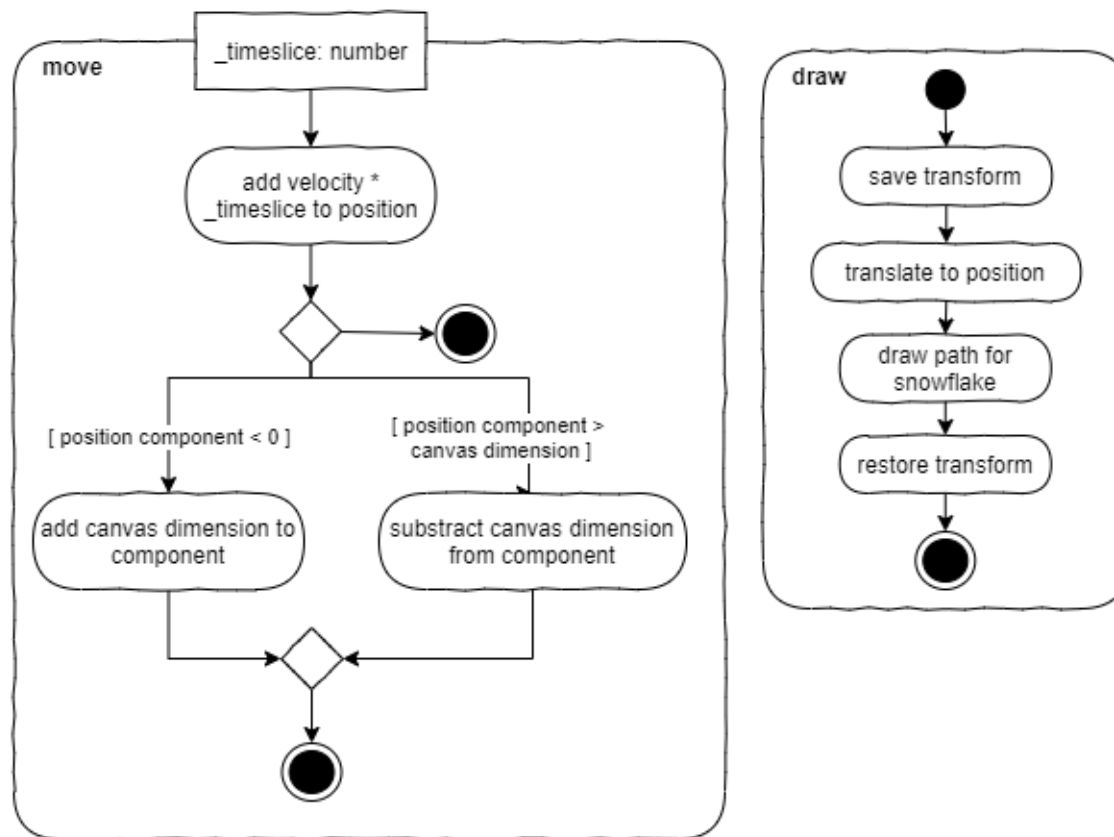 move
_timeslice: number
add velocity *
_timeslice to position
[ position component < 0 ]
[ position component >
canvas dimension ]
add canvas dimension to
component
substract canvas dimension
from component
draw
save transform
translate to position
draw path for
snowflake
restore transform